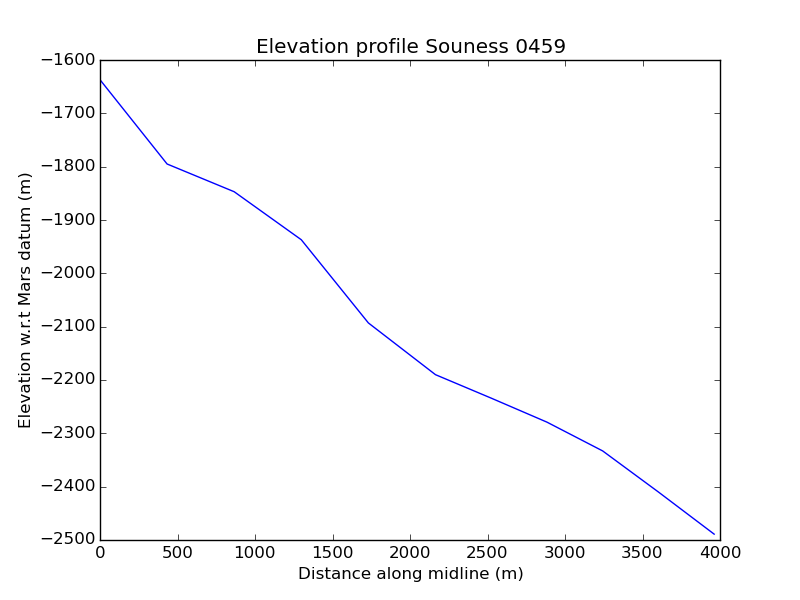 Elevation profile Souness 0459
Elevation w.r.t Mars datum (m)
−1600
−1700
−1800
−1900
−2000
−2100
−2200
−2300
−2400
−2500
0 500 1000 1500 2000 2500 3000 3500 4000
Distance along midline (m)